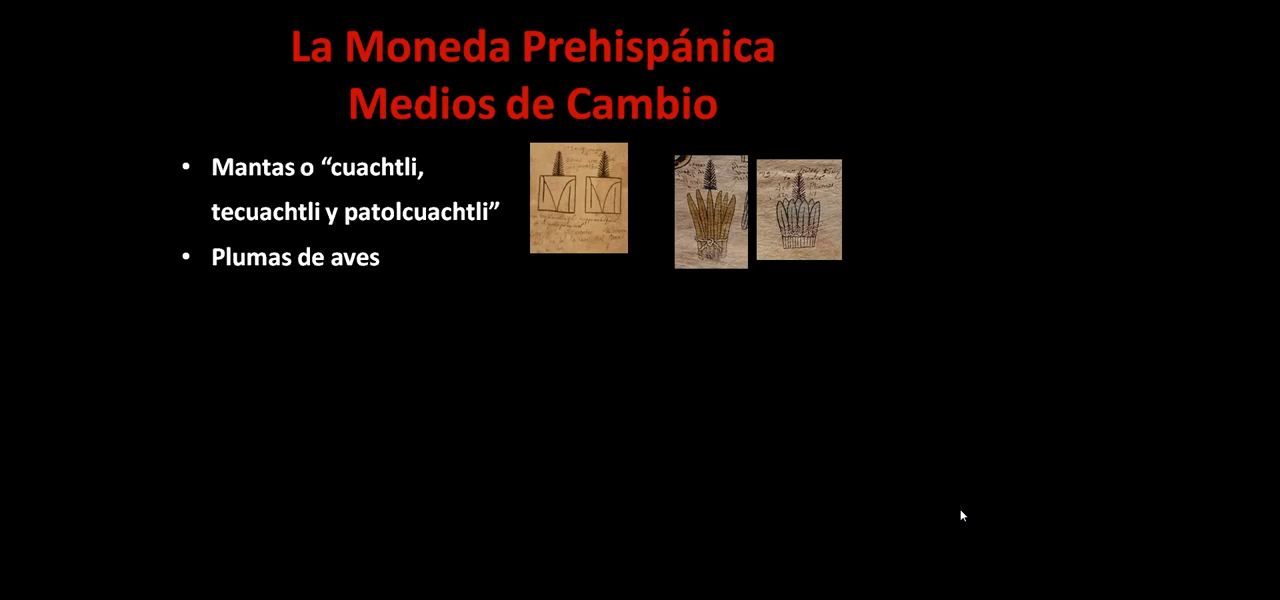 La Moneda Prehispánica
Medios de Cambio
• Mantas o “cuachtli,
tecuachtli y patolcuachtli”
• Plumas de aves